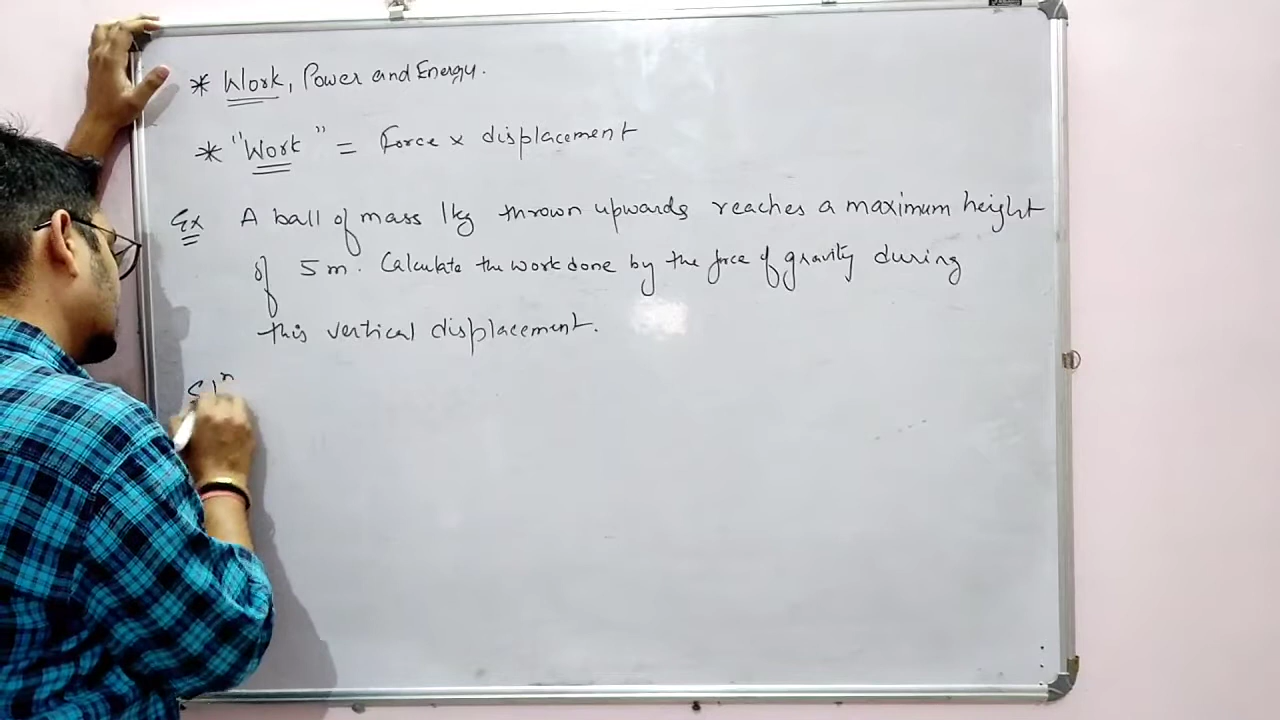 * Work, Power and Energy.
* "Work" = Force x displacement
Ex A ball of mass 1kg thrown upwards reaches a maximum height
of 5 m. Calculate the work done by the force of gravity during
this vertical displacement.
Sln